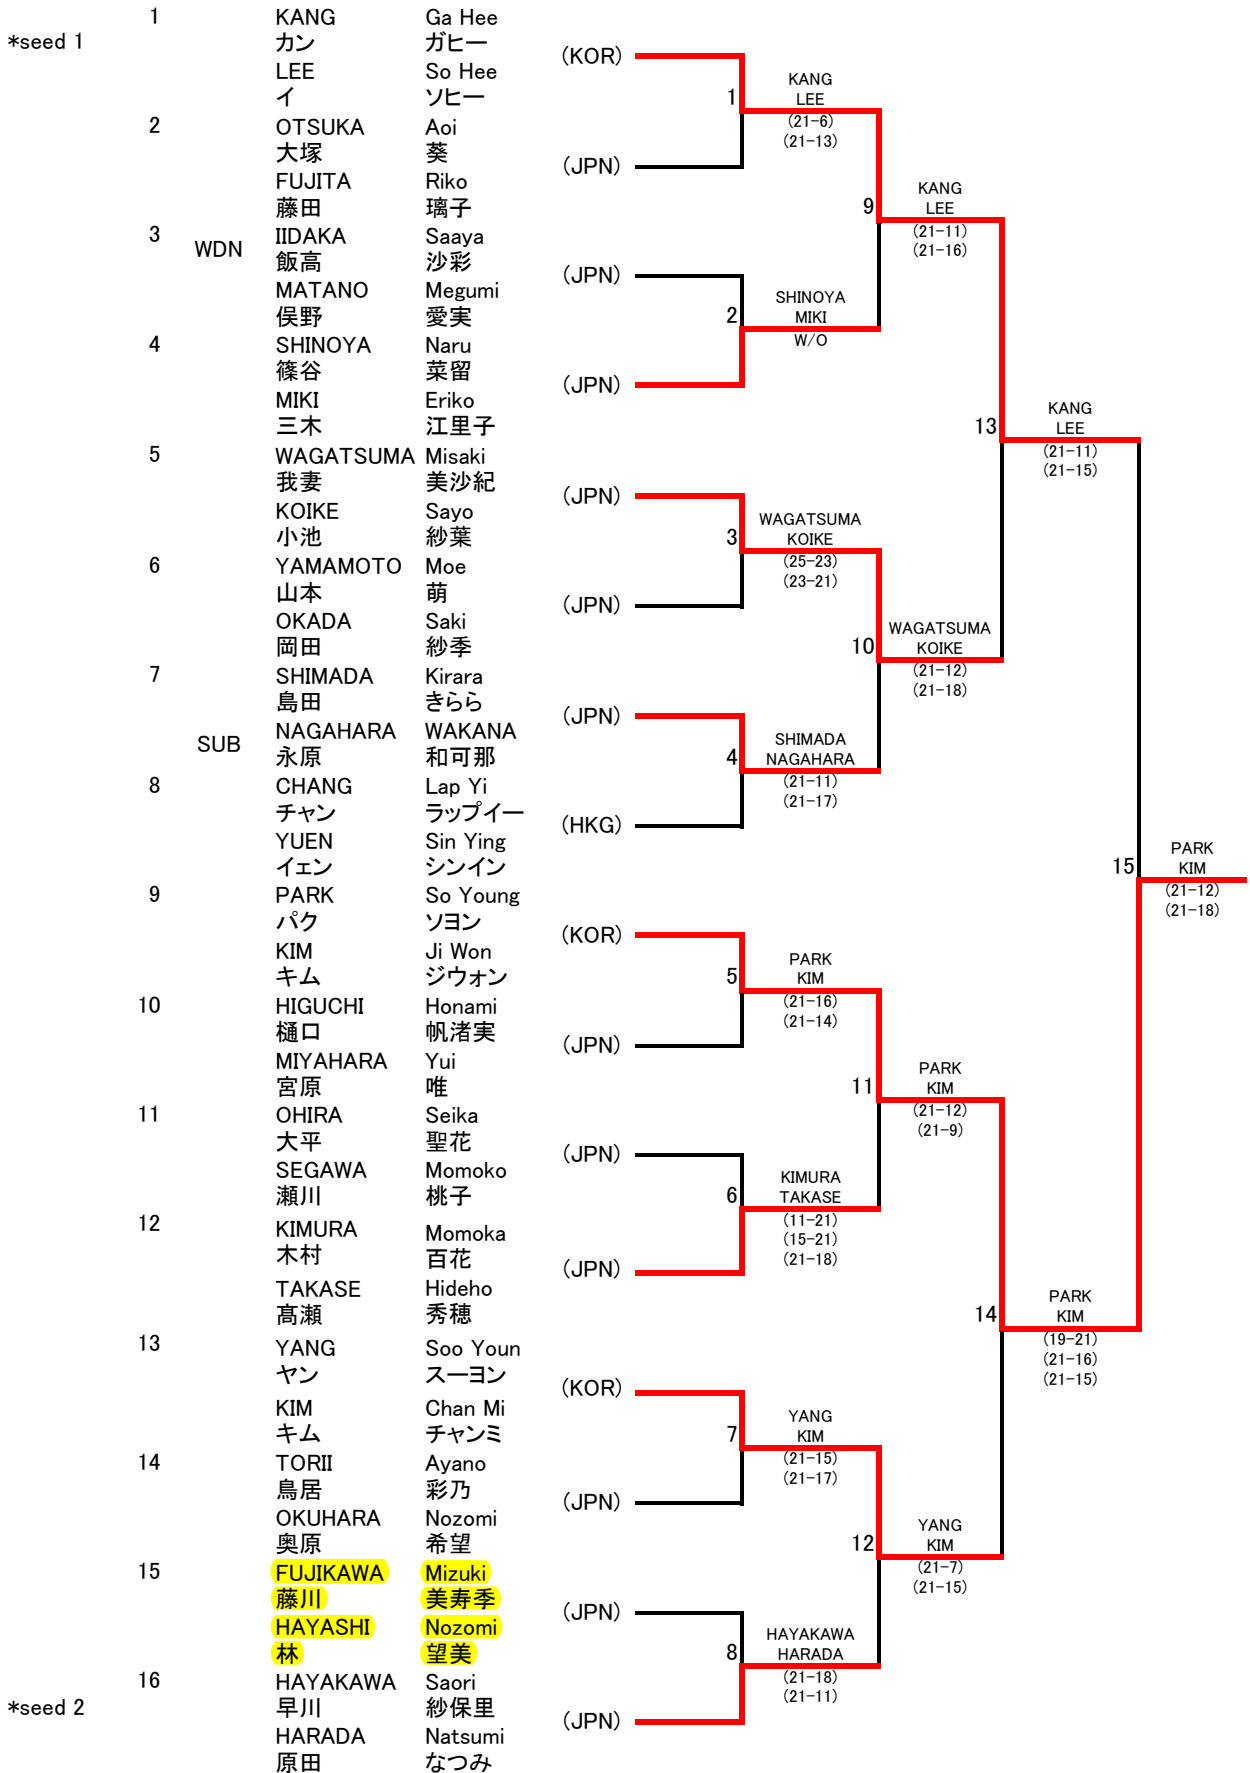 1 KANG Ga Hee
*seed 1 カン ガヒー
(KOR)
LEE So Hee
イ ソヒー
2 OTSUKA Aoi
大塚 葵
(JPN)
FUJITA Riko
藤田 璃子
3 IIDAKA Saaya
WDN 飯高 沙彩
(JPN)
MATANO Megumi
俣野 愛実
4 SHINOYA Naru
篠谷 菜留
(JPN)
MIKI Eriko
三木 江里子
5 WAGATSUMA Misaki
我妻 美沙紀
(JPN)
KOIKE Sayo
小池 紗葉
6 YAMAMOTO Moe
山本 萌
(JPN)
OKADA Saki
岡田 紗季
7 SHIMADA Kirara
島田 きらら
(JPN)
SUB NAGAHARA WAKANA
永原 和可那
8 CHANG Lap Yi
チャン ラップイー
(HKG)
YUEN Sin Ying
イェン シンイン
9 PARK So Young
パク ソヨン
(KOR)
KIM Ji Won
キム ジウォン
10 HIGUCHI Honami
樋口 帆渚実
(JPN)
MIYAHARA Yui
宮原 唯
11 OHIRA Seika
大平 聖花
(JPN)
SEGAWA Momoko
瀬川 桃子
12 KIMURA Momoka
木村 百花
(JPN)
TAKASE Hideho
髙瀬 秀穂
13 YANG Soo Youn
ヤン スーヨン
(KOR)
KIM Chan Mi
キム チャンミ
14 TORII Ayano
鳥居 彩乃
(JPN)
OKUHARA Nozomi
奥原 希望
15 FUJIKAWA Mizuki
藤川 美寿季
(JPN)
HAYASHI Nozomi
林 望美
16 HAYAKAWA Saori
*seed 2 早川 紗保里
(JPN)
HARADA Natsumi
原田 なつみ
1
KANG
LEE
(21-6)
(21-13)
2
SHINOYA
MIKI
W/O
3
WAGATSUMA
KOIKE
(25-23)
(23-21)
4
SHIMADA
NAGAHARA
(21-11)
(21-17)
5
PARK
KIM
(21-16)
(21-14)
6
KIMURA
TAKASE
(11-21)
(15-21)
(21-18)
7
YANG
KIM
(21-15)
(21-17)
8
HAYAKAWA
HARADA
(21-18)
(21-11)
9
KANG
LEE
(21-11)
(21-16)
10
WAGATSUMA
KOIKE
(21-12)
(21-18)
11
PARK
KIM
(21-12)
(21-9)
12
YANG
KIM
(21-7)
(21-15)
13
KANG
LEE
(21-11)
(21-15)
14
PARK
KIM
(19-21)
(21-16)
(21-15)
15
PARK
KIM
(21-12)
(21-18)